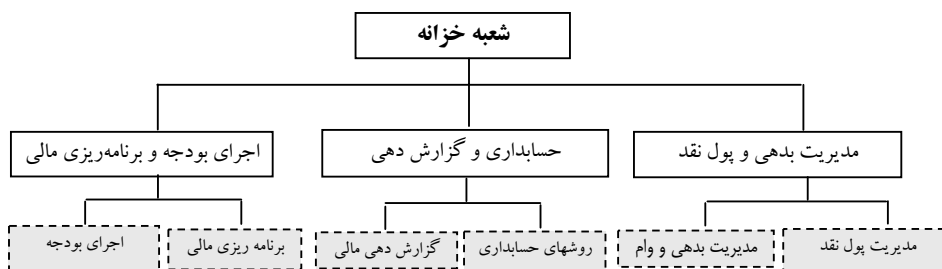 شعبه خزانه
مدیریت بدهی و پول نقد
حسابداری و گزارش دهی
اجرای بودجه و برنامه‌ریزی مالی
مدیریت پول نقد
مدیریت بدهی و وام
روشهای حسابداری
گزارش دهی مالی
برنامه ریزی مالی
اجرای بودجه